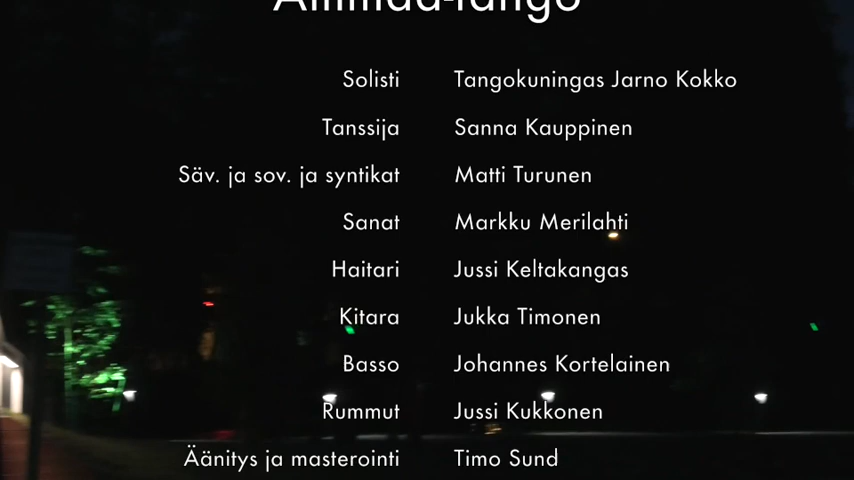 Solisti Tangokuningas Jarno Kokko
Tanssija Sanna Kauppinen
Säv. ja sov. ja syntikat Matti Turunen
Sanat Markku Merilahti
Haitari Jussi Keltakangas
Kitara Jukka Timonen
Basso Johannes Kortelainen
Rummut Jussi Kukkonen
Äänitys ja masterointi Timo Sund